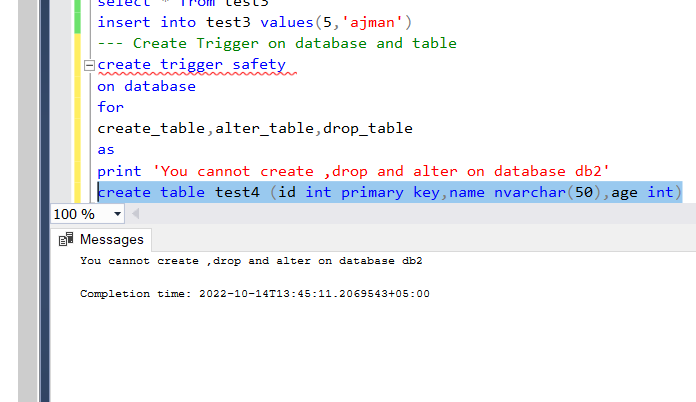 select * from test3
insert into test3 values(5,'ajman')
--- Create Trigger on database and table
create trigger safety
on database
for
create_table,alter_table,drop_table
as
print 'You cannot create ,drop and alter on database db2'
create table test4 (id int primary key,name nvarchar(50),age int)
100 %
Messages
You cannot create ,drop and alter on database db2
Completion time: 2022-10-14T13:45:11.2069543+05:00